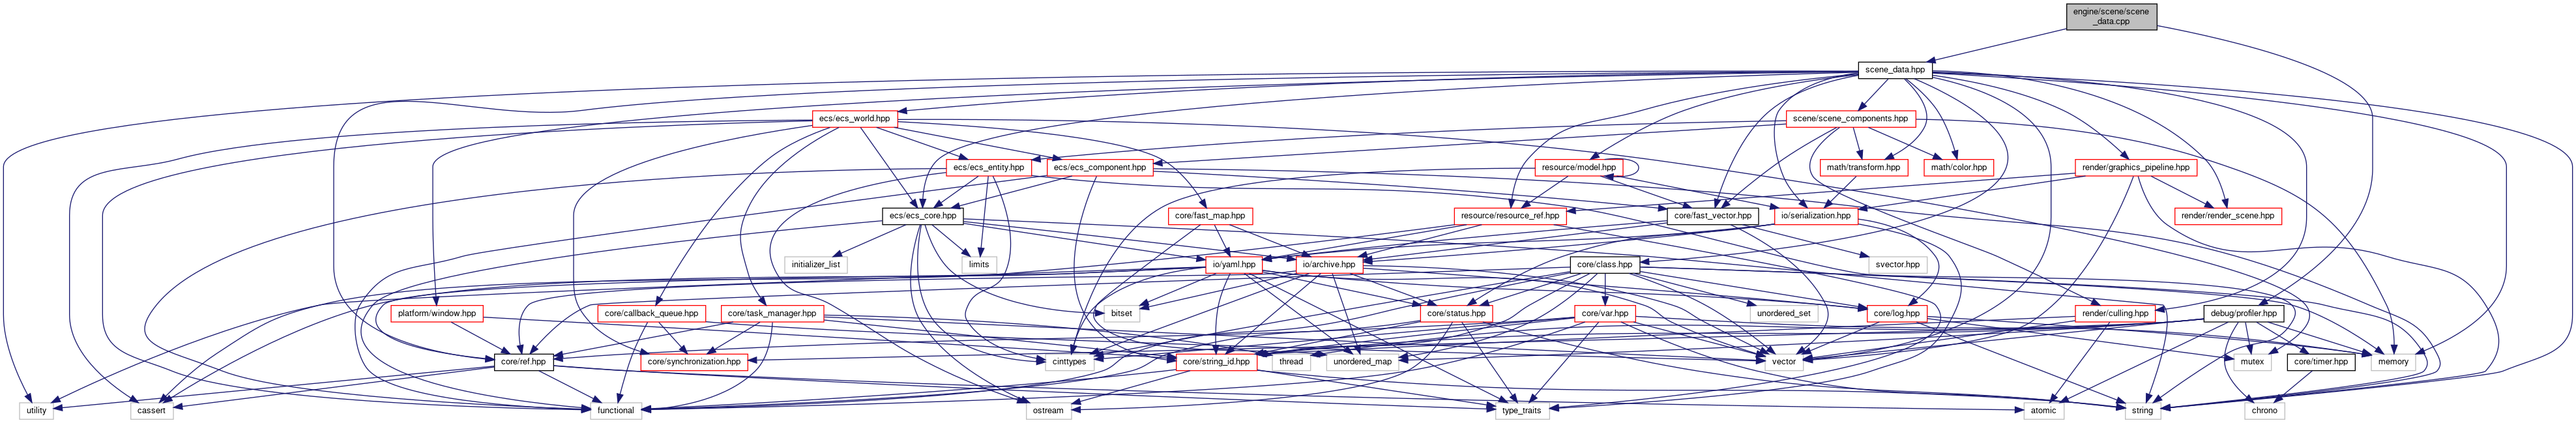 engine/scene/scene
_data.cpp
scene_data.hpp
ecs/ecs_world.hpp
scene/scene_components.hpp
ecs/ecs_entity.hpp
ecs/ecs_component.hpp
resource/model.hpp
math/transform.hpp
math/color.hpp
render/graphics_pipeline.hpp
ecs/ecs_core.hpp
core/fast_map.hpp
resource/resource_ref.hpp
core/fast_vector.hpp
io/serialization.hpp
render/render_scene.hpp
initializer_list
limits
io/yaml.hpp
io/archive.hpp
core/class.hpp
svector.hpp
platform/window.hpp
core/callback_queue.hpp
core/task_manager.hpp
bitset
core/status.hpp
core/var.hpp
unordered_set
core/log.hpp
render/culling.hpp
debug/profiler.hpp
core/ref.hpp
core/synchronization.hpp
cinttypes
core/string_id.hpp
thread
unordered_map
vector
mutex
core/timer.hpp
memory
utility
cassert
functional
ostream
type_traits
atomic
string
chrono